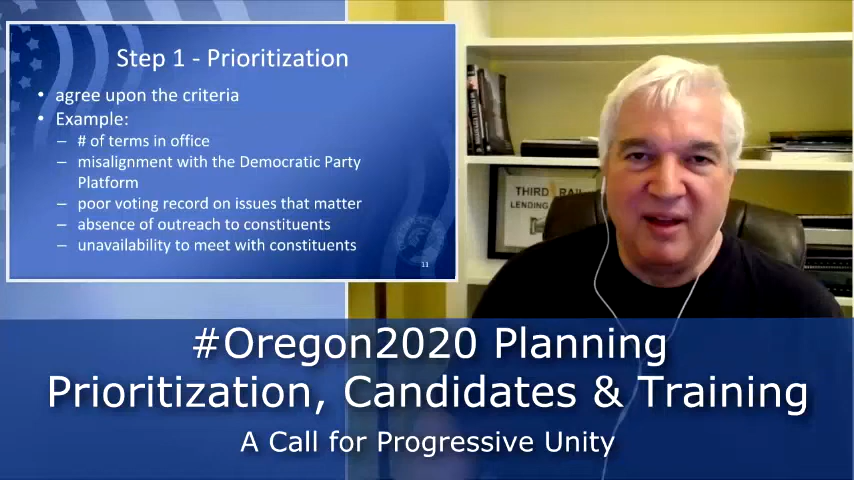 Step 1 - Prioritization
• agree upon the criteria
• Example:
– # of terms in office
– misalignment with the Democratic Party
Platform
– poor voting record on issues that matter
– absence of outreach to constituents
– unavailability to meet with constituents
11
THIRD RAIL
LENDING
#Oregon2020 Planning
Prioritization, Candidates & Training
A Call for Progressive Unity